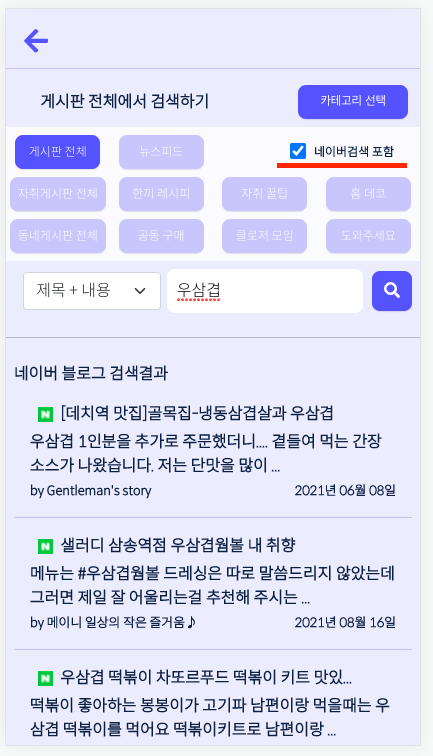 게시판 전체에서 검색하기
카테고리 선택
게시판 전체
뉴스피드
네이버검색 포함
자취게시판 전체
한끼 레시피
자취 꿀팁
홈 데코
동네게시판 전체
공동 구매
클로저 모임
도와주세요
제목 + 내용
우삼겹
네이버 블로그 검색결과
N [데치역 맛집]골목집-냉동삼겹살과 우삼겹
우삼겹 1인분을 추가로 주문했더니.... 곁들여 먹는 간장
소스가 나왔습니다. 저는 단맛을 많이 ...
by Gentleman's story
2021년 06월 08일
N 샐러디 삼송역점 우삼겹웜볼 내 취향
메뉴는 #우삼겹웜볼 드레싱은 따로 말씀드리지 않았는데
그러면 제일 잘 어울리는걸 추천해 주시는 ...
by 메이니 일상의 작은 즐거움♪
2021년 08월 16일
N 우삼겹 떡볶이 차또르푸드 떡볶이 키트 맛있...
떡볶이 좋아하는 봉봉이가 고기파 남편이랑 먹을때는 우
삼겹 떡볶이를 먹어요 떡볶이키트로 남편이랑 ...